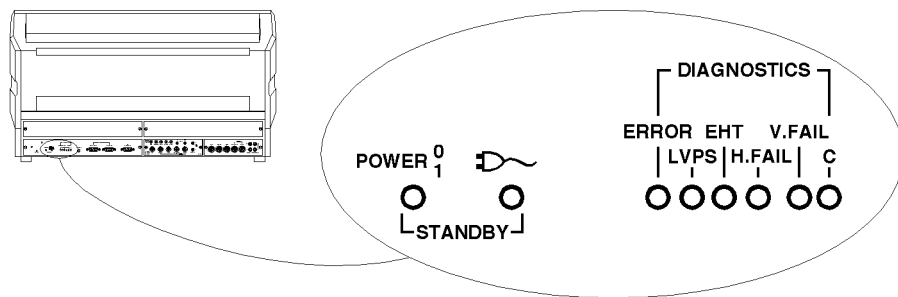 DIAGNOSTICS
ERROR EHT V.FAIL
LVPS H.FAIL C
POWER 0
1
STANDBY